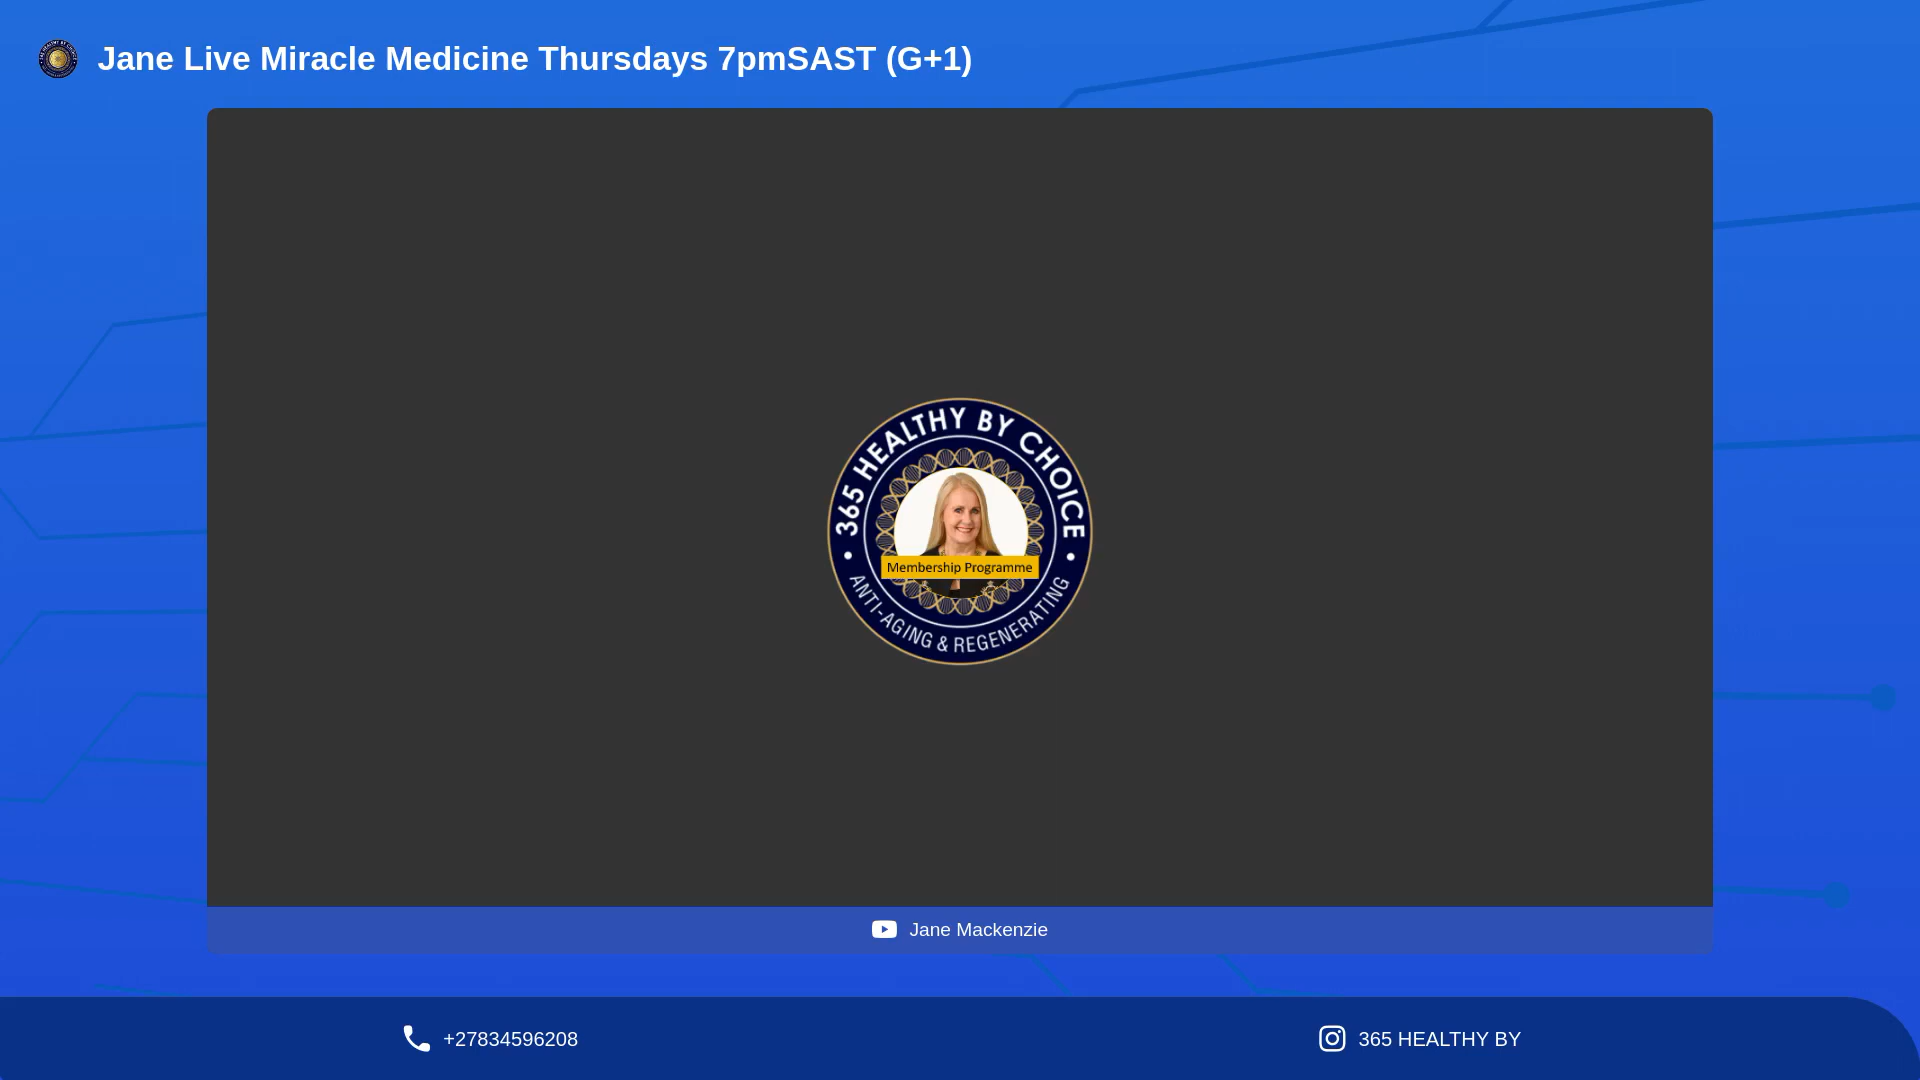 Jane Live Miracle Medicine Thursdays 7pmSAST (G+1)
365 HEALTHY BY CHOICE
Membership Programme
ANTI-AGING & REGENERATING
Jane Mackenzie
+27834596208
365 HEALTHY BY